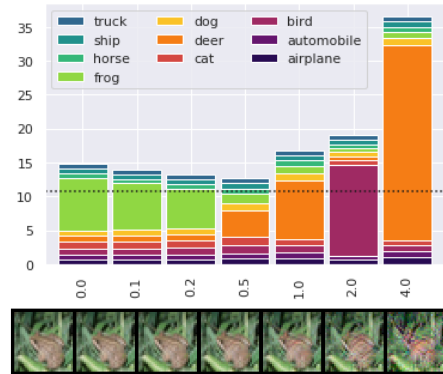 35
30
25
20
15
10
5
0
truck dog bird
ship deer automobile
horse cat airplane
frog
0.0 0.1 0.2 0.5 1.0 2.0 4.0